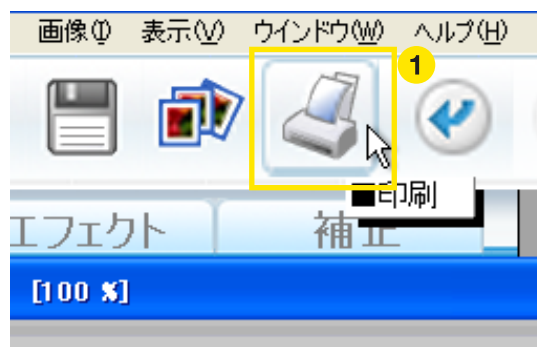 画像(I) 表示(V) ウインドウ(W) ヘルプ(H)
1
■印刷
エフェクト 補正
[100 %]